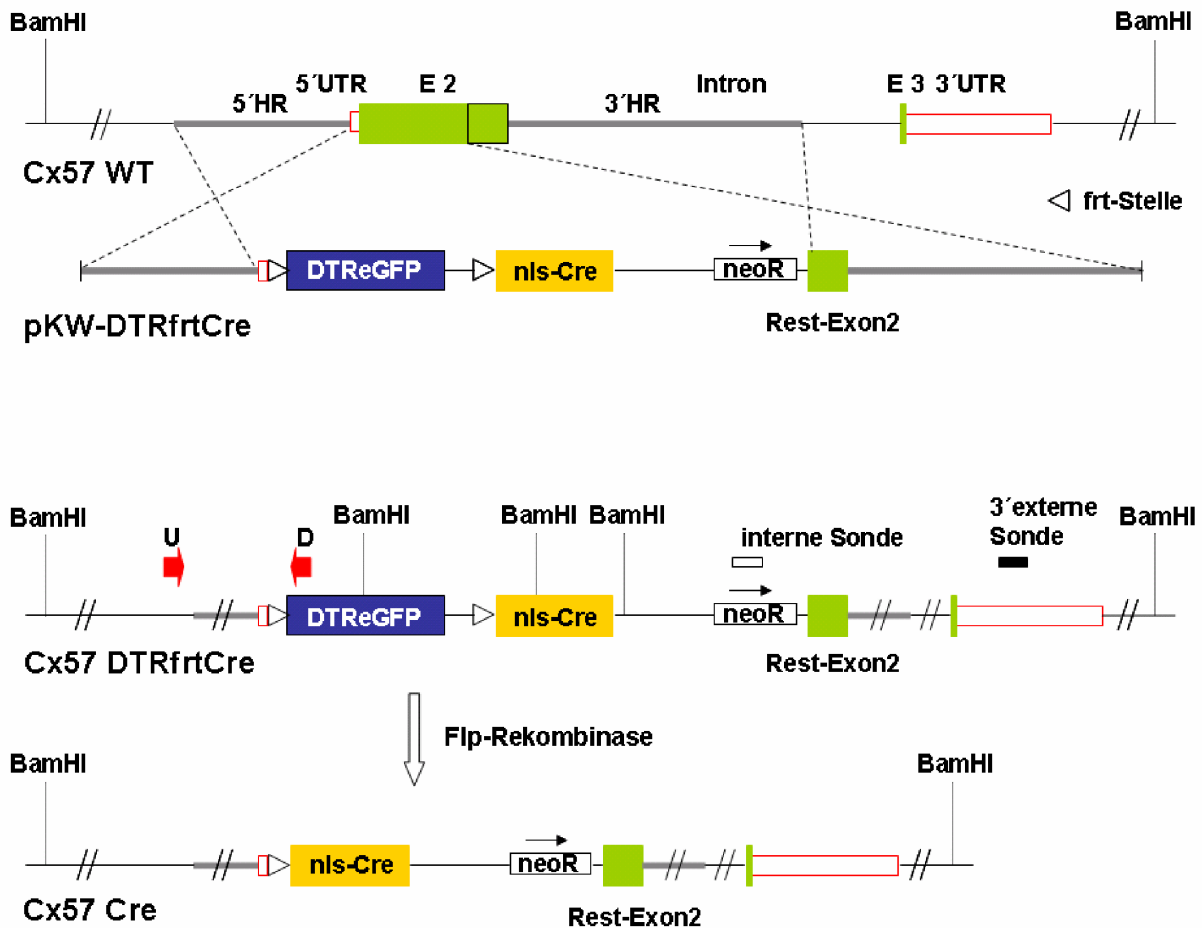 BamHI
BamHI
5´UTR E 2 Intron E 3 3´UTR
5´HR 3´HR
Cx57 WT
frt-Stelle
DTReGFP nls-Cre neoR
pKW-DTRfrtCre
Rest-Exon2
BamHI BamHI BamHI BamHI BamHI
3´externe
Sonde
U D interne Sonde
DTReGFP nls-Cre neoR
Cx57 DTRfrtCre
Rest-Exon2
Flp-Rekombinase
BamHI BamHI
nls-Cre neoR
Cx57 Cre
Rest-Exon2